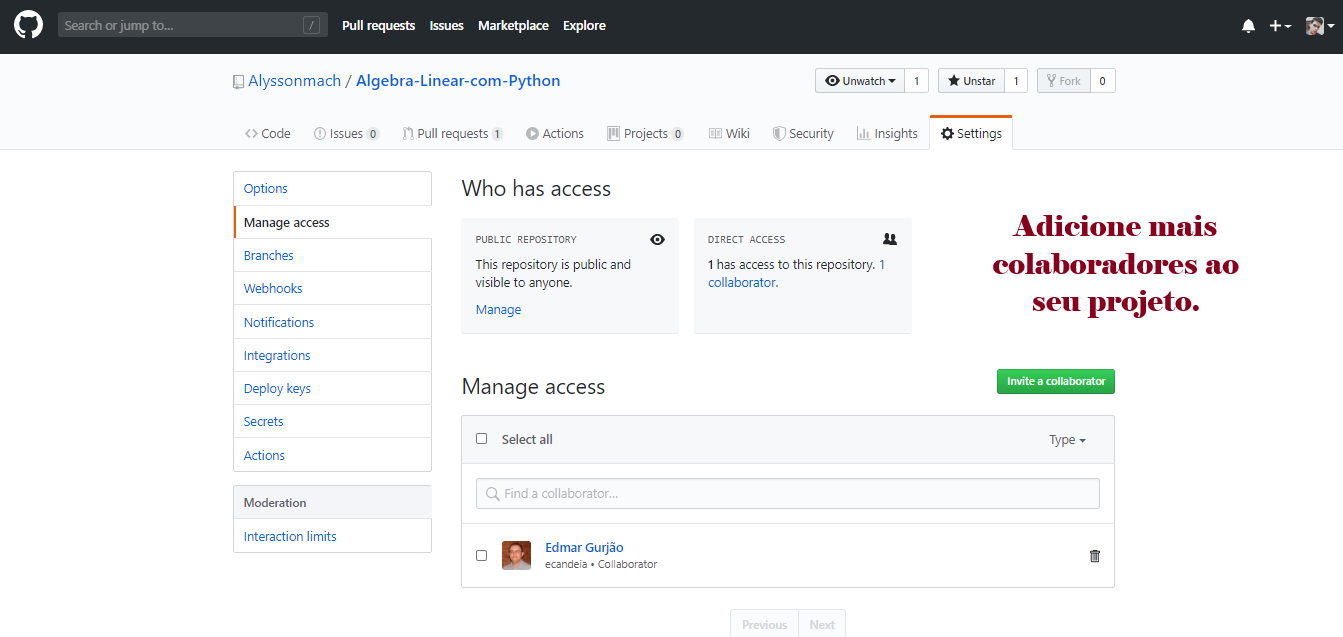 Search or jump to... /
Pull requests Issues Marketplace Explore
Alyssonmach / Algebra-Linear-com-Python
Unwatch 1 Unstar 1 Fork 0
Code Issues 0 Pull requests 1 Actions Projects 0 Wiki Security Insights Settings
Options
Manage access
Branches
Webhooks
Notifications
Integrations
Deploy keys
Secrets
Actions
Moderation
Interaction limits
Who has access
PUBLIC REPOSITORY
This repository is public and
visible to anyone.
Manage
DIRECT ACCESS
1 has access to this repository. 1
collaborator.
Adicione mais
colaboradores ao
seu projeto.
Manage access
Invite a collaborator
Select all
Type
Find a collaborator...
Edmar Gurjão
ecandeia • Collaborator
Previous Next